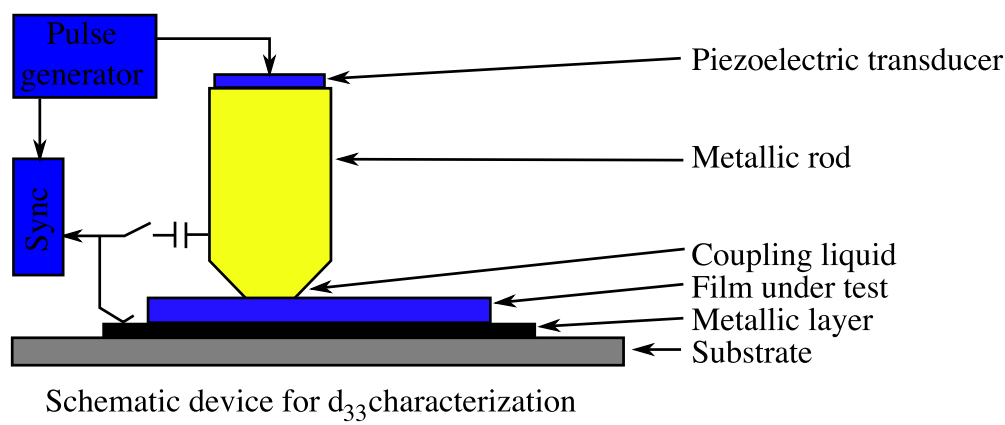 Pulse
generator
Piezoelectric transducer
Metallic rod
Sync
Coupling liquid
Film under test
Metallic layer
Substrate
Schematic device for d33characterization